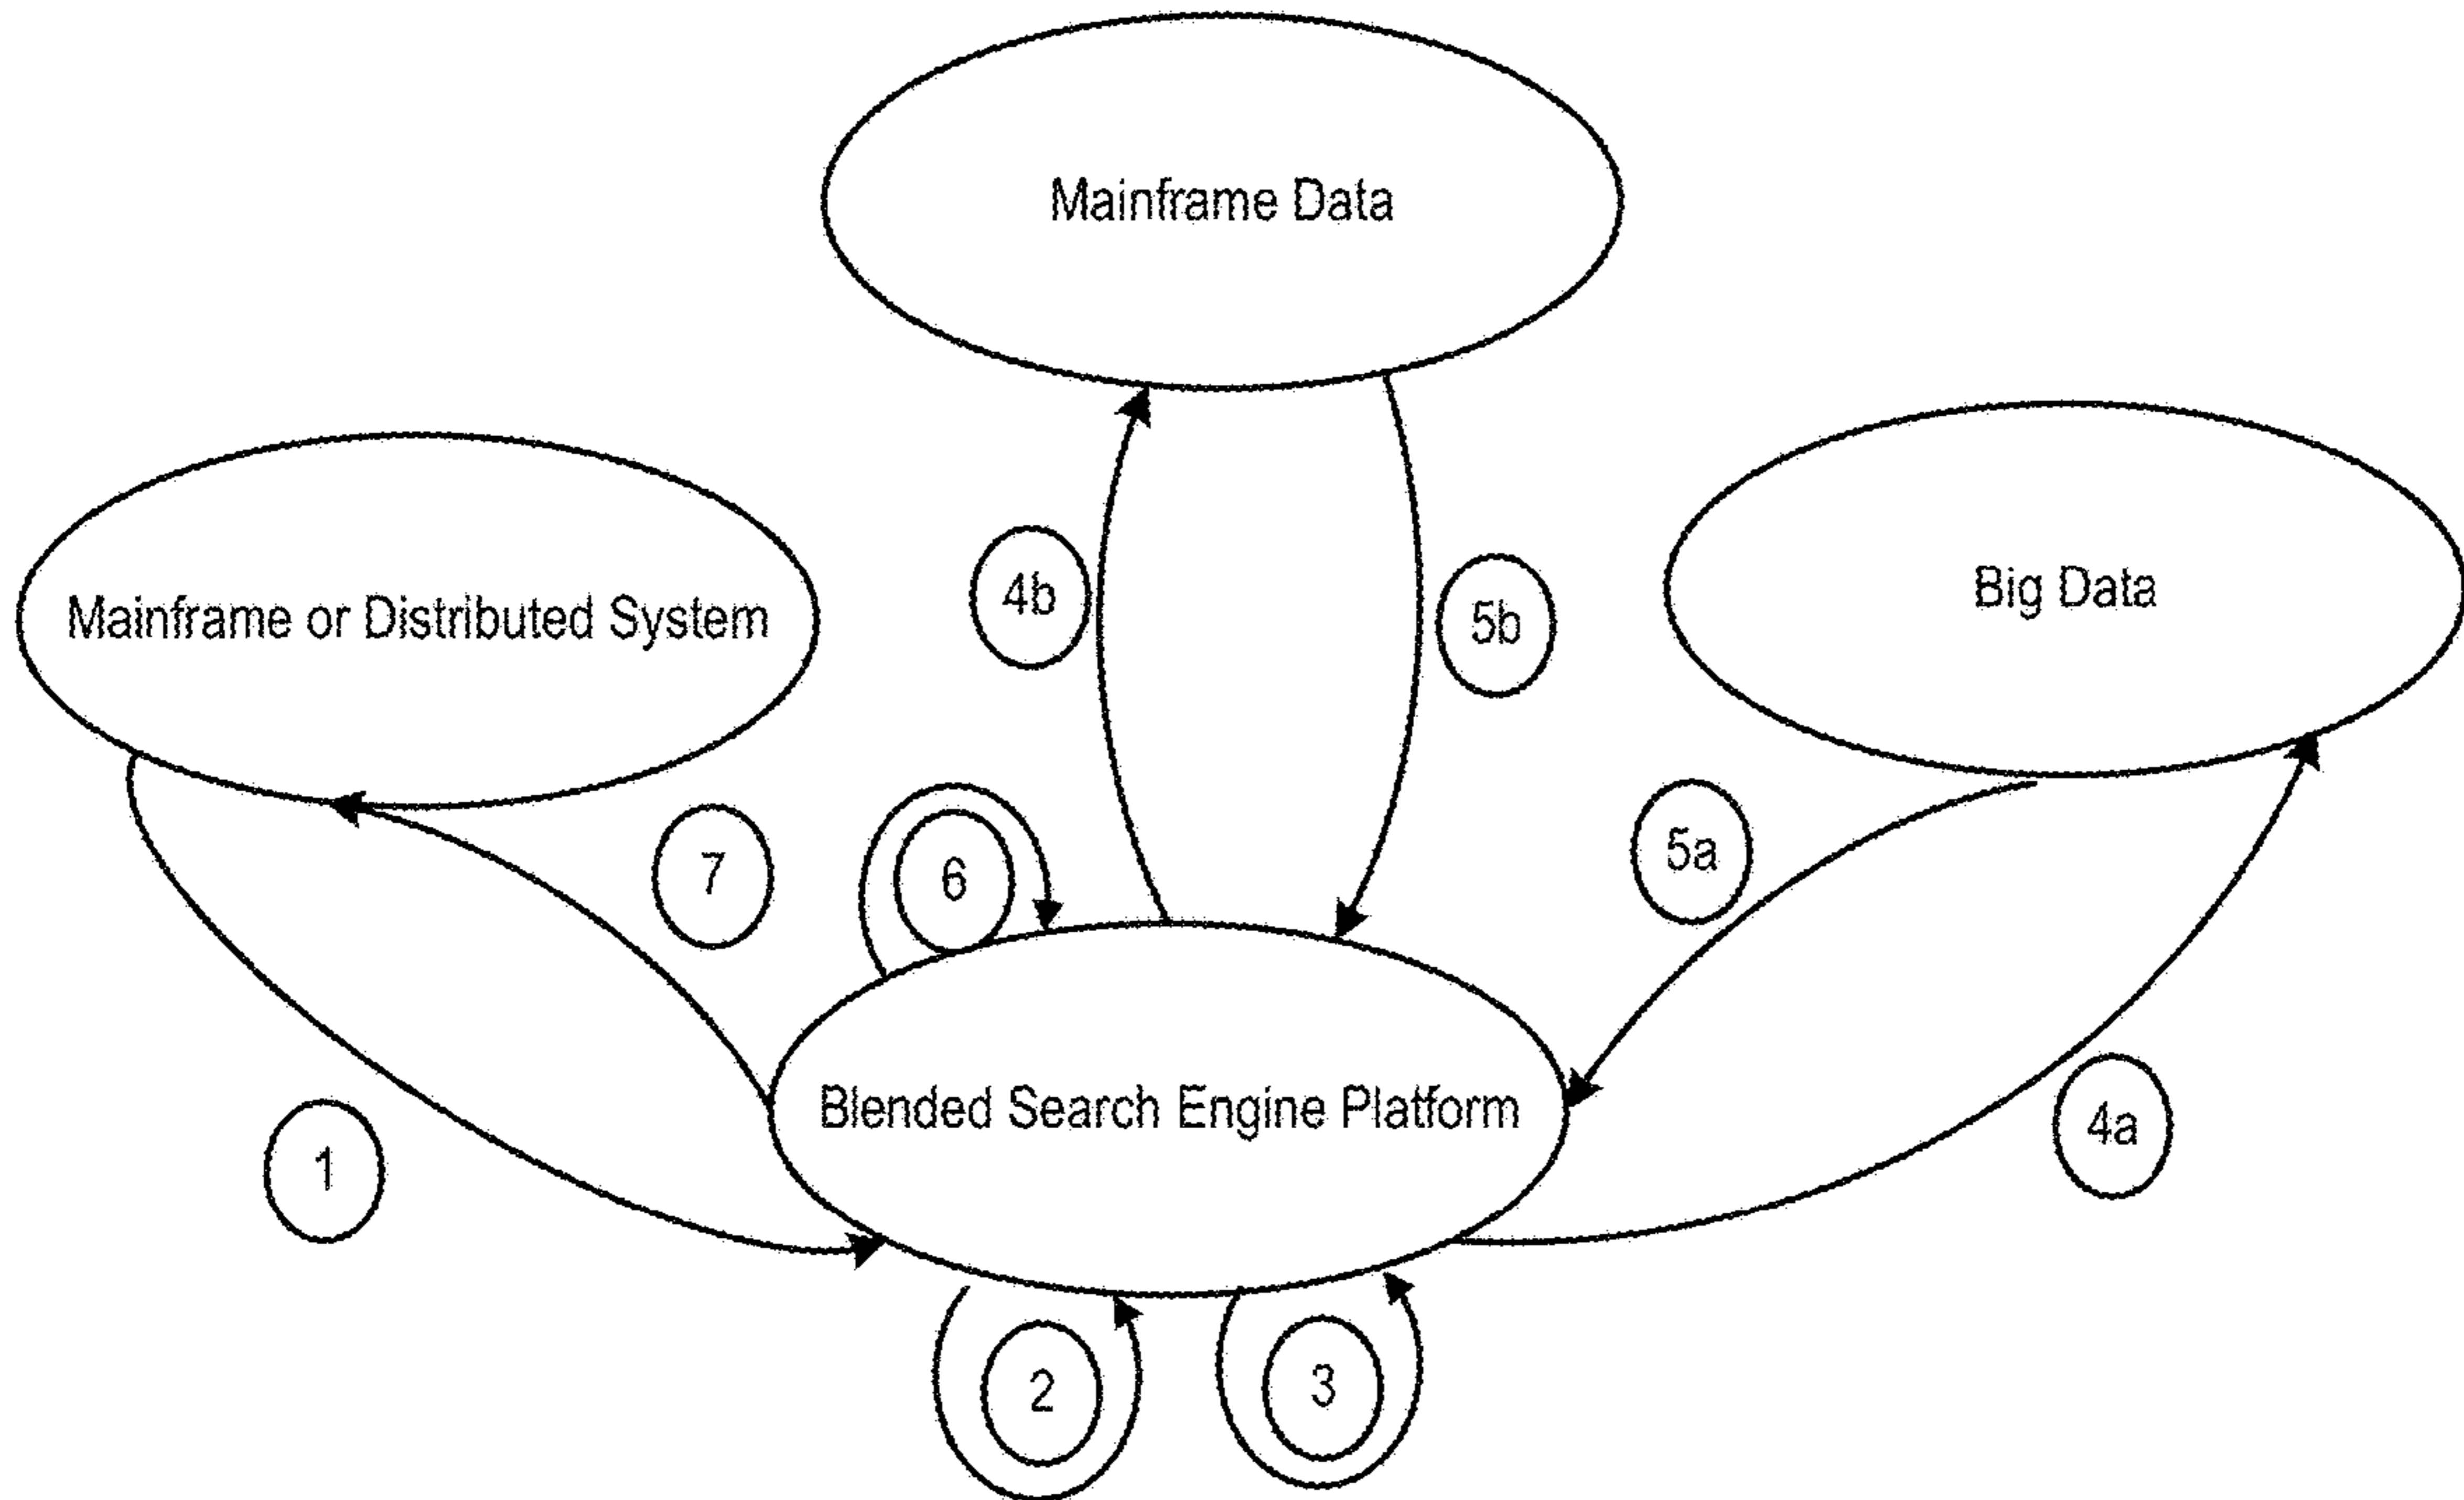 Mainframe Data
Big Data
Mainframe or Distributed System
4b
5b
5a
7
6
Blended Search Engine Platform
4a
1
2
3